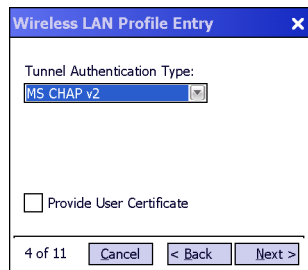 Wireless LAN Profile Entry X
Tunnel Authentication Type:
MS CHAP v2
Provide User Certificate
4 of 11 Cancel < Back Next >